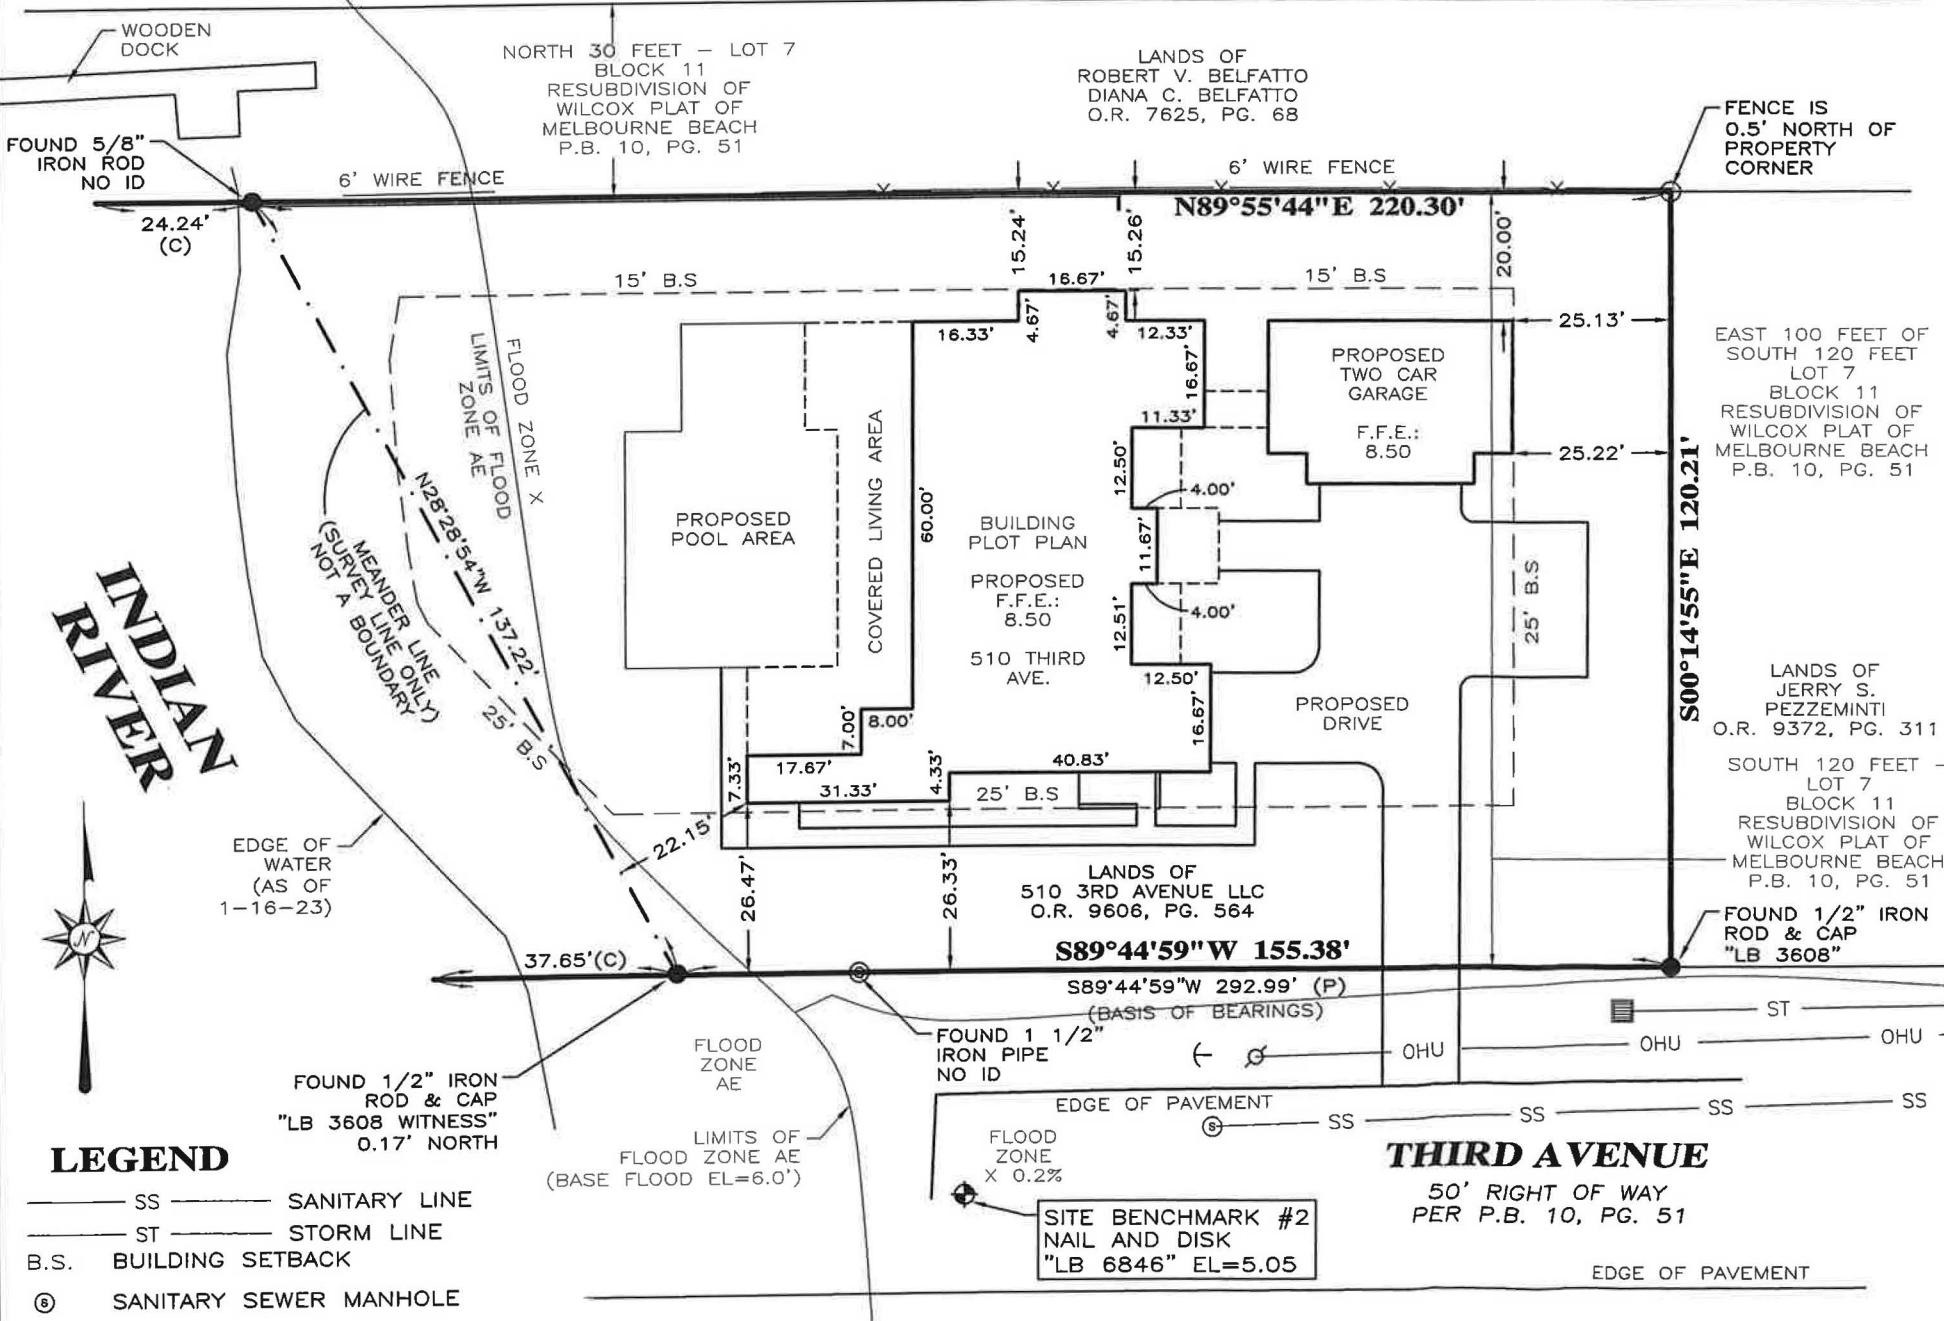 WOODEN
DOCK
NORTH 30 FEET – LOT 7
BLOCK 11
RESUBDIVISION OF
WILCOX PLAT OF
MELBOURNE BEACH
P.B. 10, PG. 51
LANDS OF
ROBERT V. BELFATTO
DIANA C. BELFATTO
O.R. 7625, PG. 68
FENCE IS
0.5' NORTH OF
PROPERTY
CORNER
FOUND 5/8"
IRON ROD
NO ID
6' WIRE FENCE
6' WIRE FENCE
N89°55'44"E 220.30'
24.24'
(C)
15.24'
15.26'
20.00'
15' B.S
16.67'
15' B.S
16.33'
4.67'
4.67'
12.33'
25.13'
16.67'
PROPOSED
TWO CAR
GARAGE
F.F.E.:
8.50
11.33'
25.22'
EAST 100 FEET OF
SOUTH 120 FEET
LOT 7
BLOCK 11
RESUBDIVISION OF
WILCOX PLAT OF
MELBOURNE BEACH
P.B. 10, PG. 51
FLOOD ZONE X
LIMITS OF FLOOD
ZONE AE
N28°28'54"W 137.22'
MEANDER LINE
(SURVEY LINE ONLY)
NOT A BOUNDARY
PROPOSED
POOL AREA
COVERED LIVING AREA
60.00'
BUILDING
PLOT PLAN
PROPOSED
F.F.E.:
8.50
510 THIRD
AVE.
12.50'
4.00'
11.67'
4.00'
12.51'
12.50'
16.67'
25' B.S
S00°14'55"E 120.21'
INDIAN
RIVER
25' B.S
PROPOSED
DRIVE
LANDS OF
JERRY S.
PEZZEMINTI
O.R. 9372, PG. 311
7.00'
8.00'
7.33'
17.67'
31.33'
4.33'
40.83'
25' B.S
SOUTH 120 FEET –
LOT 7
BLOCK 11
RESUBDIVISION OF
WILCOX PLAT OF
MELBOURNE BEACH
P.B. 10, PG. 51
EDGE OF
WATER
(AS OF
1-16-23)
22.15'
26.47'
26.33'
LANDS OF
510 3RD AVENUE LLC
O.R. 9606, PG. 564
FOUND 1/2" IRON
ROD & CAP
"LB 3608"
N
37.65'(C)
S89°44'59"W 155.38'
S89°44'59"W 292.99' (P)
(BASIS OF BEARINGS)
ST
FOUND 1 1/2"
IRON PIPE
NO ID
OHU
OHU
OHU
FLOOD
ZONE
AE
FOUND 1/2" IRON
ROD & CAP
"LB 3608 WITNESS"
0.17' NORTH
EDGE OF PAVEMENT
S
SS
SS
SS
SS
LIMITS OF
FLOOD ZONE AE
(BASE FLOOD EL=6.0')
FLOOD
ZONE
X 0.2%
THIRD AVENUE
50' RIGHT OF WAY
PER P.B. 10, PG. 51
LEGEND
SS SANITARY LINE
ST STORM LINE
B.S. BUILDING SETBACK
S SANITARY SEWER MANHOLE
SITE BENCHMARK #2
NAIL AND DISK
"LB 6846" EL=5.05
EDGE OF PAVEMENT